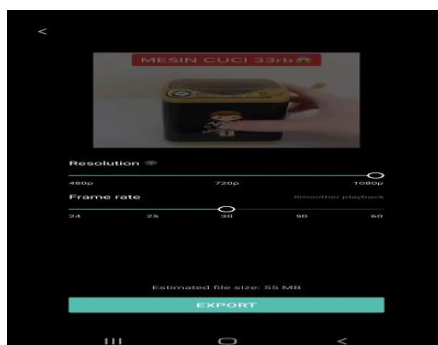 MESIN CUCI 33rb
Resolution
480p 720p 1080p
Frame rate Smoother playback
24 25 30 50 60
Estimated file size: 55 MB
EXPORT